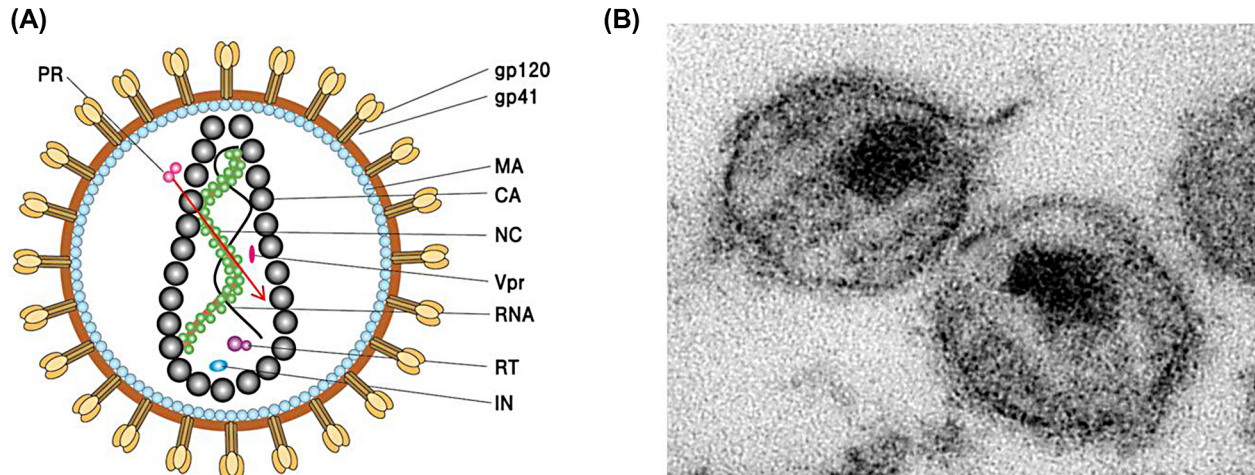 (A)
(B)
PR
gp120
gp41
MA
CA
NC
Vpr
RNA
RT
IN